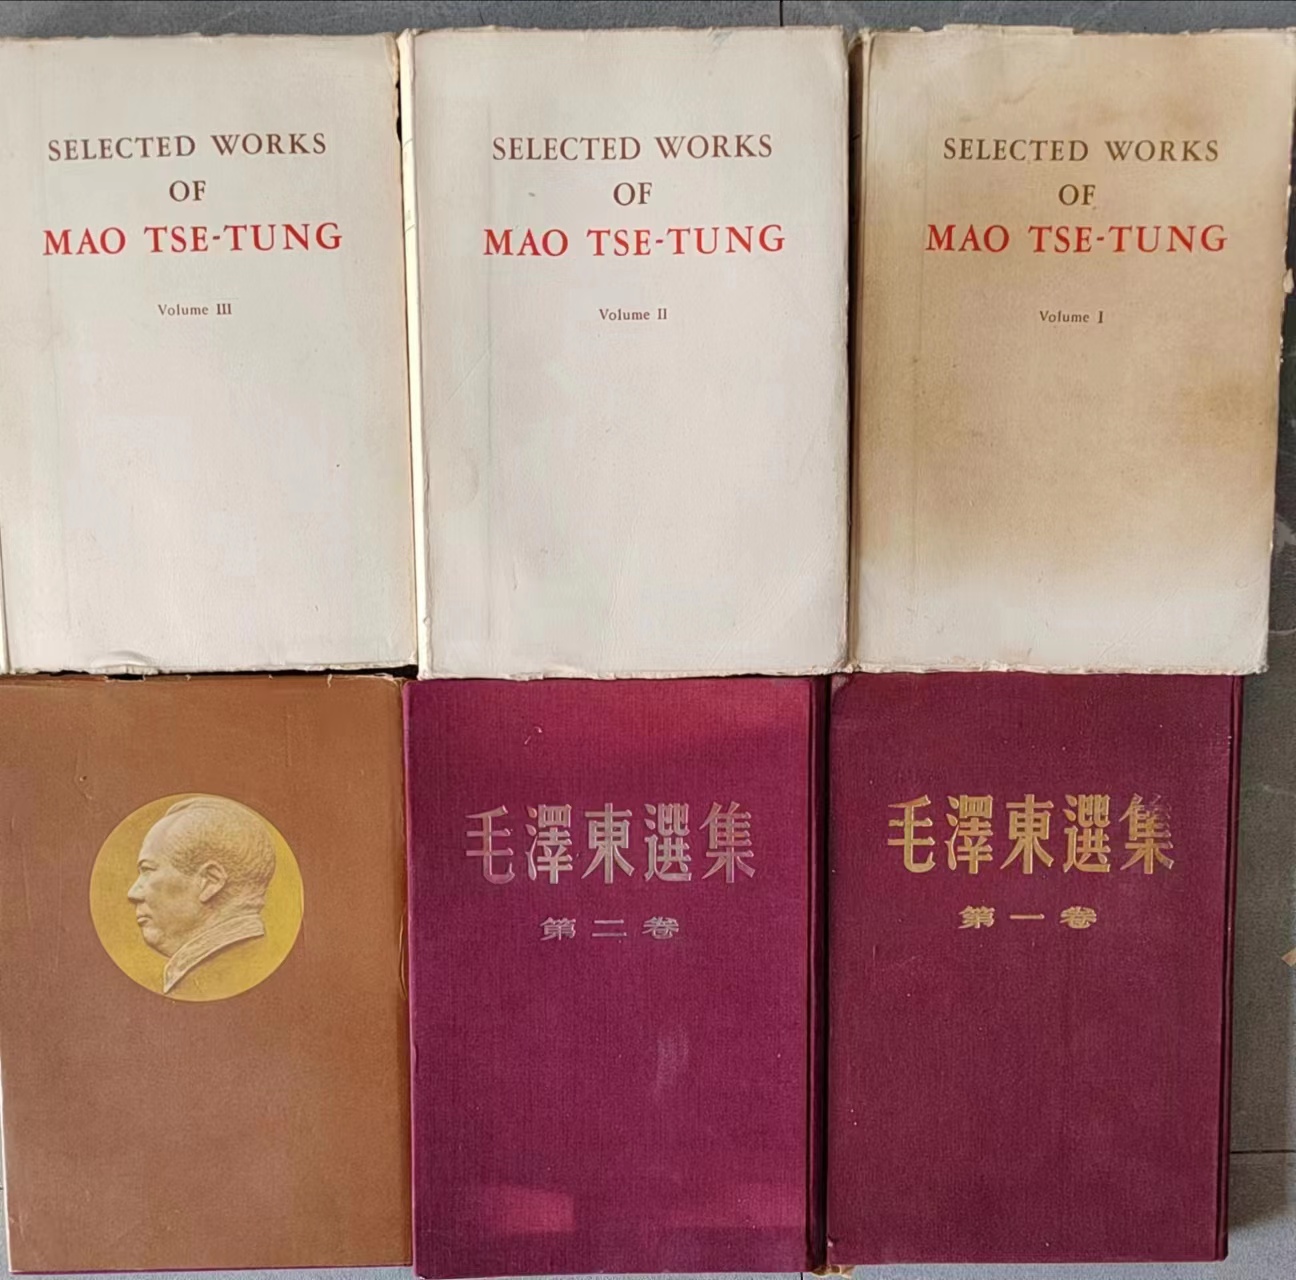 SELECTED WORKS
OF
MAO TSE-TUNG
Volume III
SELECTED WORKS
OF
MAO TSE-TUNG
Volume II
SELECTED WORKS
OF
MAO TSE-TUNG
Volume I
毛澤東選集
第二卷
毛澤東選集
第一卷